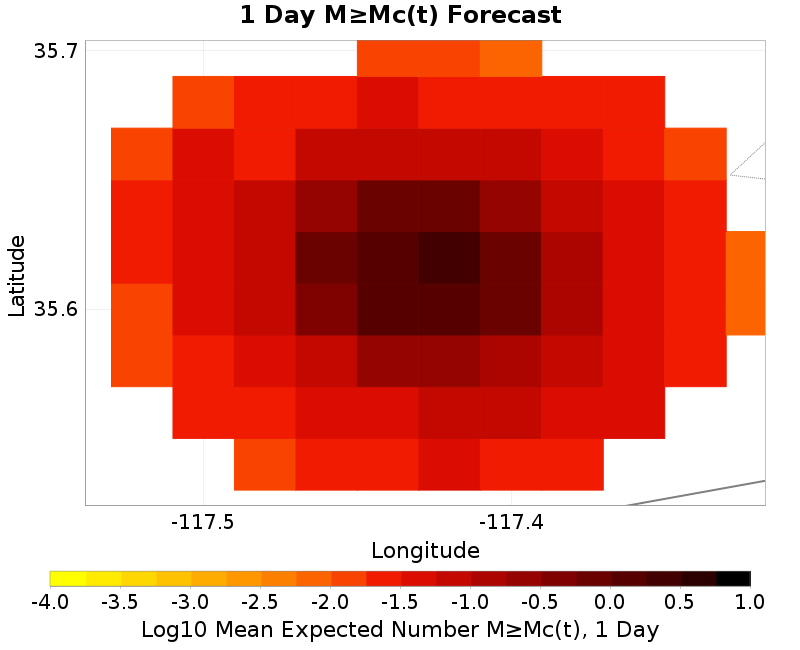 1 Day M≥Mc(t) Forecast
35.7
35.6
Latitude
-117.5 -117.4
Longitude
-4.0 -3.5 -3.0 -2.5 -2.0 -1.5 -1.0 -0.5 0.0 0.5 1.0
Log10 Mean Expected Number M≥Mc(t), 1 Day